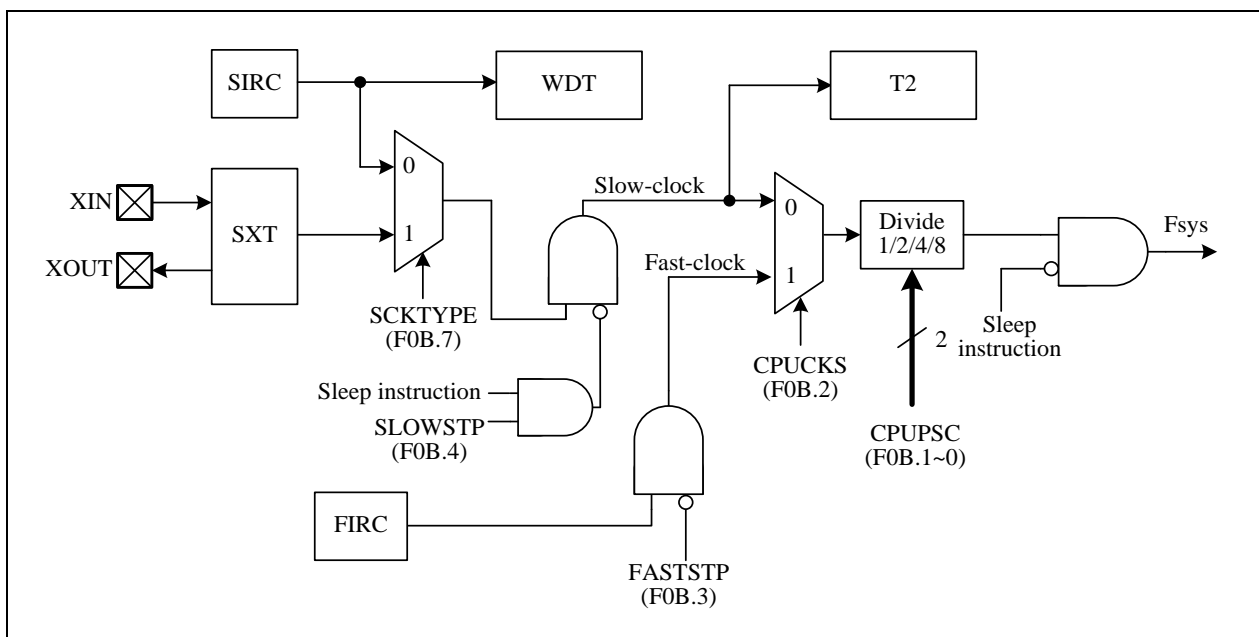 SIRC
WDT
T2
XIN
XOUT
SXT
0
1
SCKTYPE
(F0B.7)
Slow-clock
Fast-clock
0
1
CPUCKS
(F0B.2)
Divide
1/2/4/8
2
CPUPSC
(F0B.1~0)
Fsys
Sleep
instruction
Sleep instruction
SLOWSTP
(F0B.4)
FIRC
FASTSTP
(F0B.3)